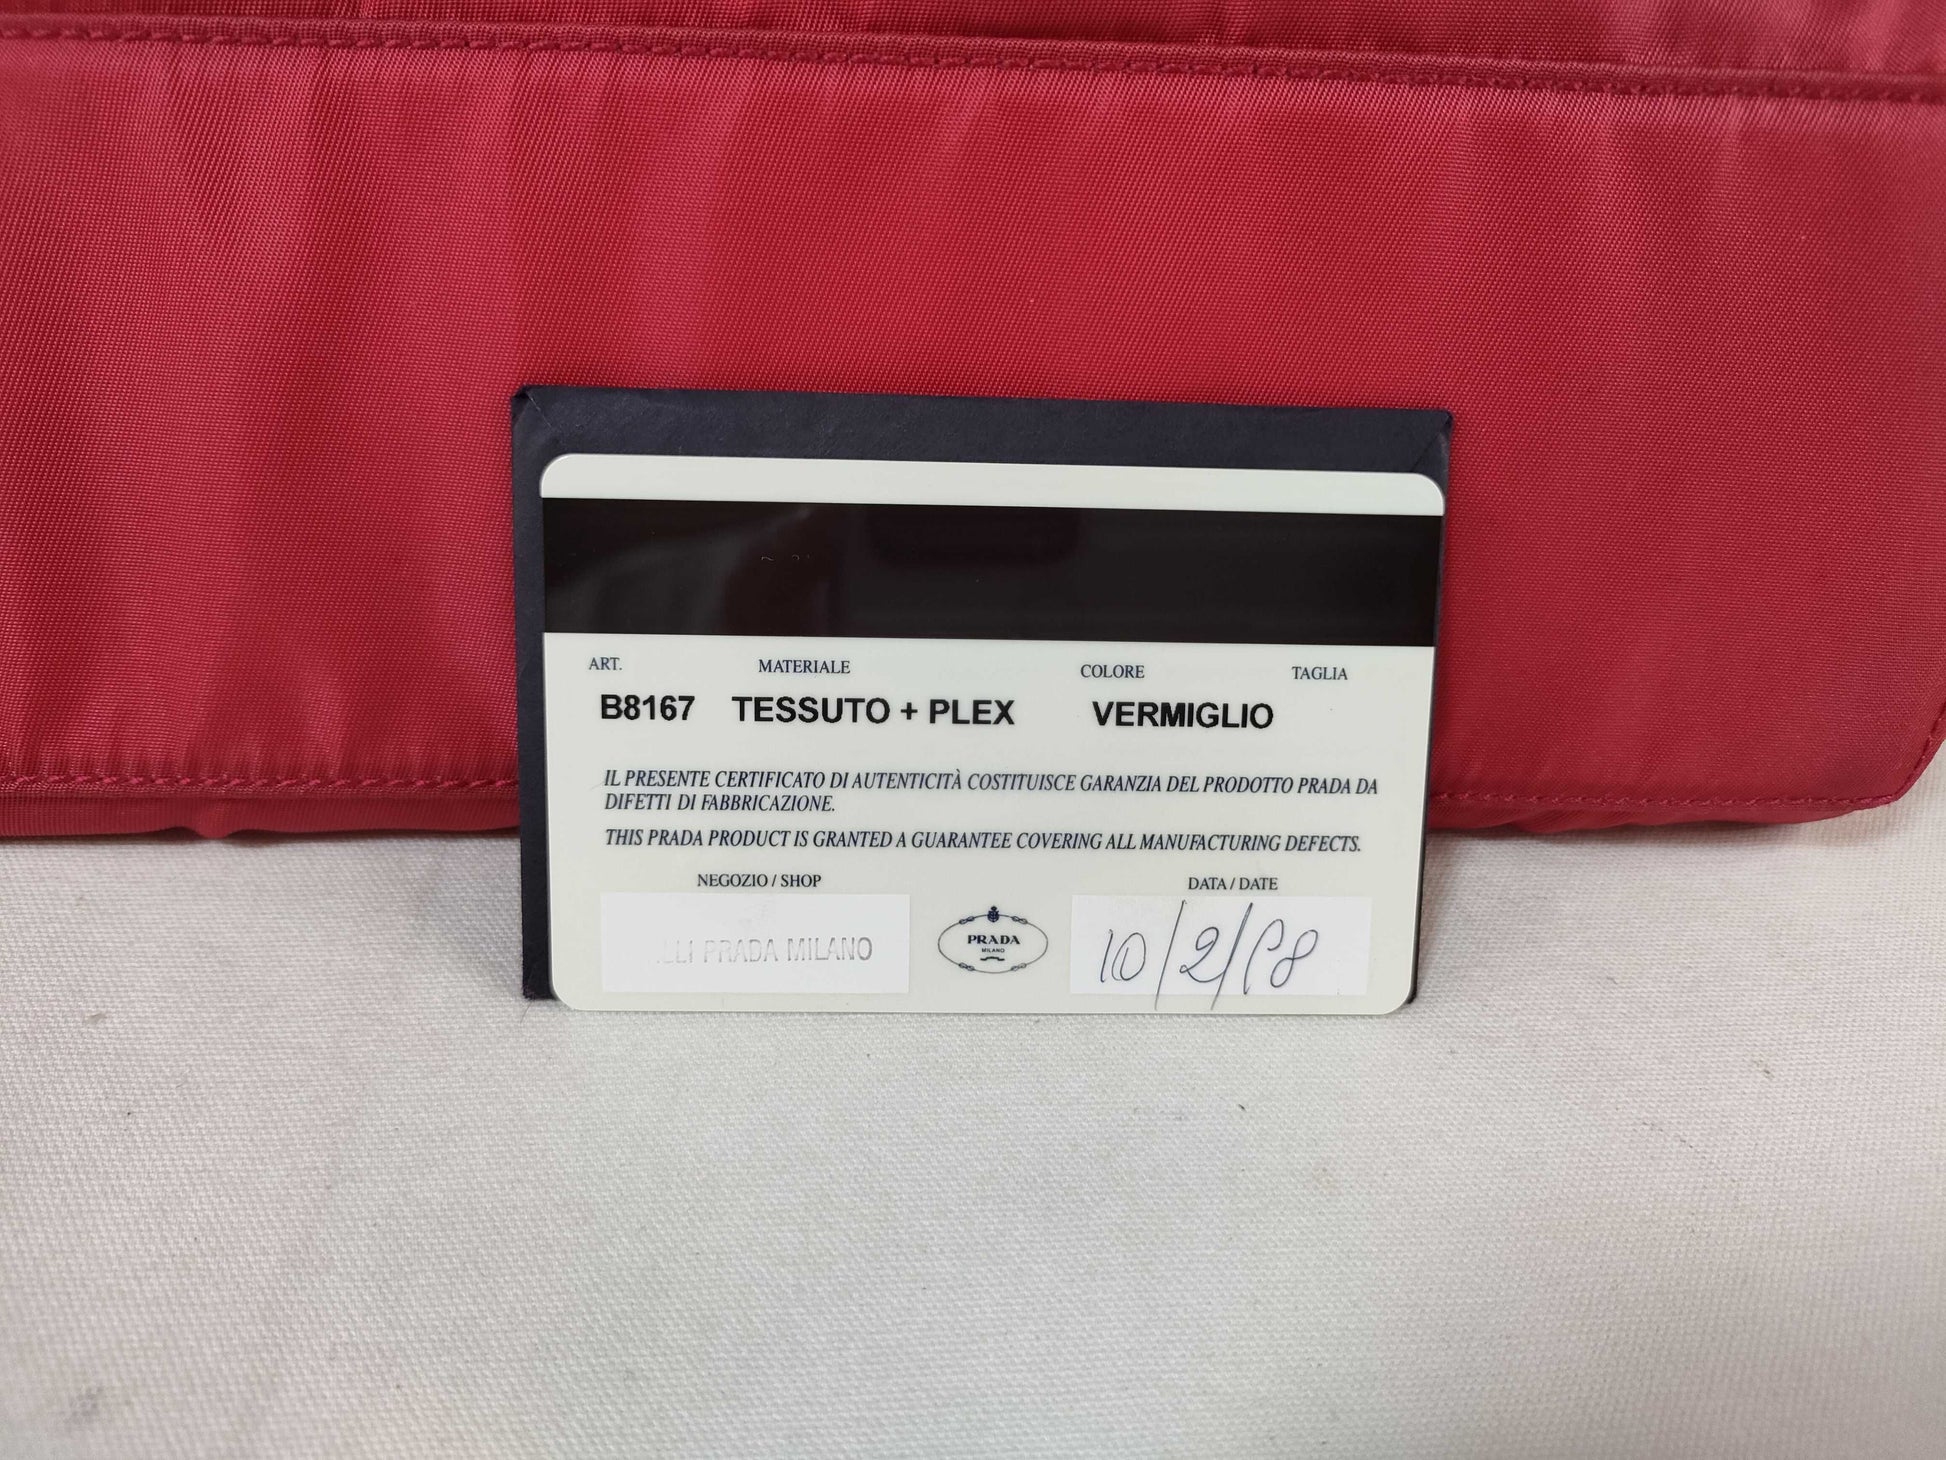 ART. MATERIALE COLORE TAGLIA
B8167 TESSUTO + PLEX VERMIGLIO
IL PRESENTE CERTIFICATO DI AUTENTICITÀ COSTITUISCE GARANZIA DEL PRODOTTO PRADA DA
DIFETTI DI FABBRICAZIONE.
THIS PRADA PRODUCT IS GRANTED A GUARANTEE COVERING ALL MANUFACTURING DEFECTS.
NEGOZIO / SHOP DATA / DATE
PRADA MILANO
PRADA
MILANO
10/2/98